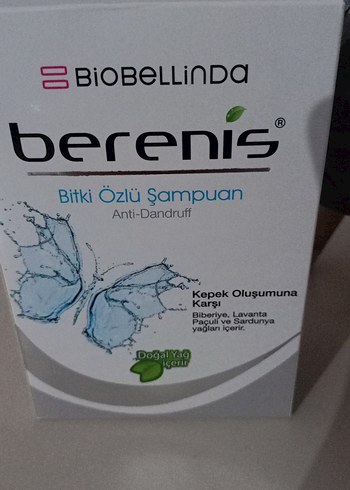 BIOBELLINDA
berenis®
Bitki Özlü Şampuan
Anti-Dandruff
Kepek Oluşumuna
Karşı
Biberiye, Lavanta
Paçuli ve Sardunya
yağları içerir.
Doğal Yağ
içerir